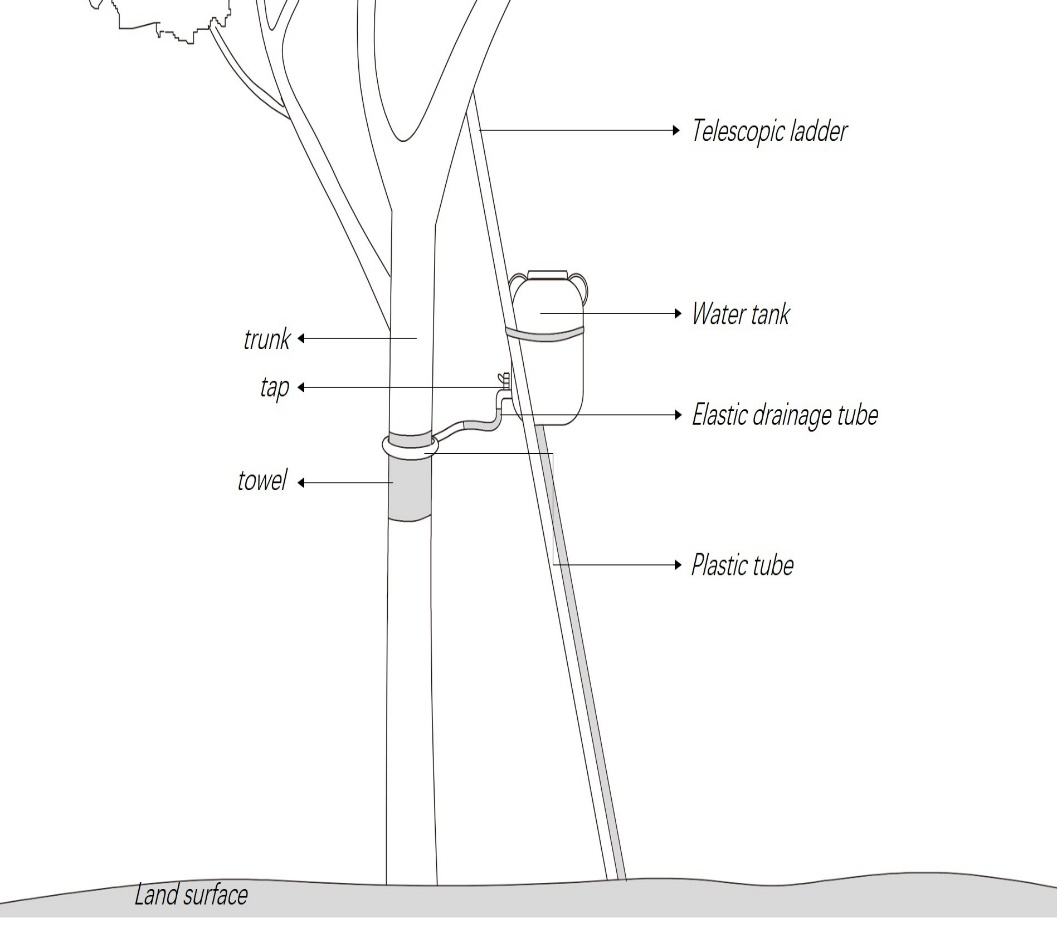 Telescopic ladder
Water tank
trunk
tap
Elastic drainage tube
towel
Plastic tube
Land surface